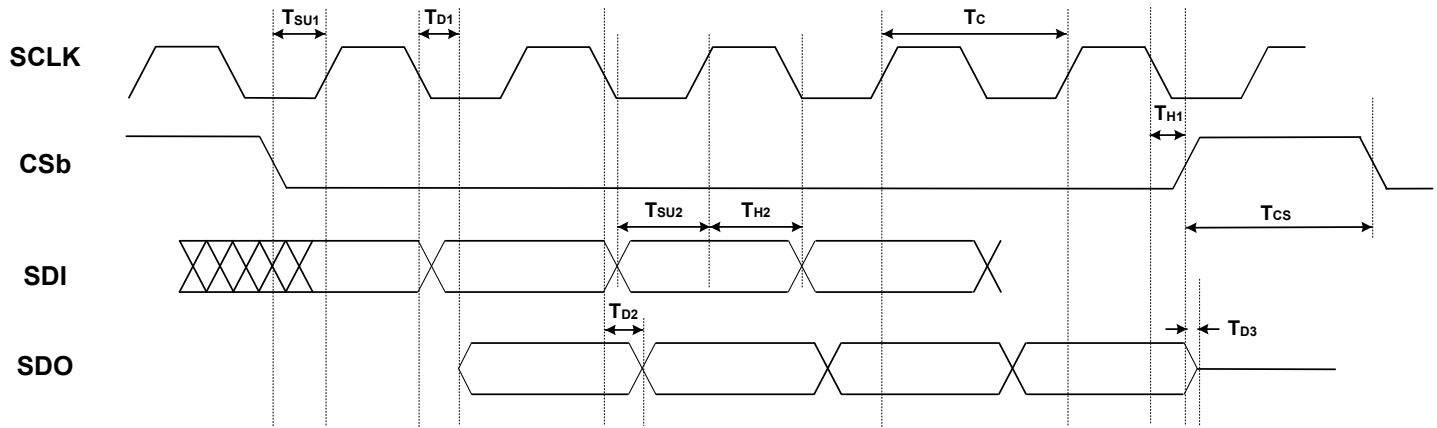 TSU1
TD1
TC
SCLK
TH1
CSb
TSU2
TH2
TCS
SDI
TD2
TD3
SDO